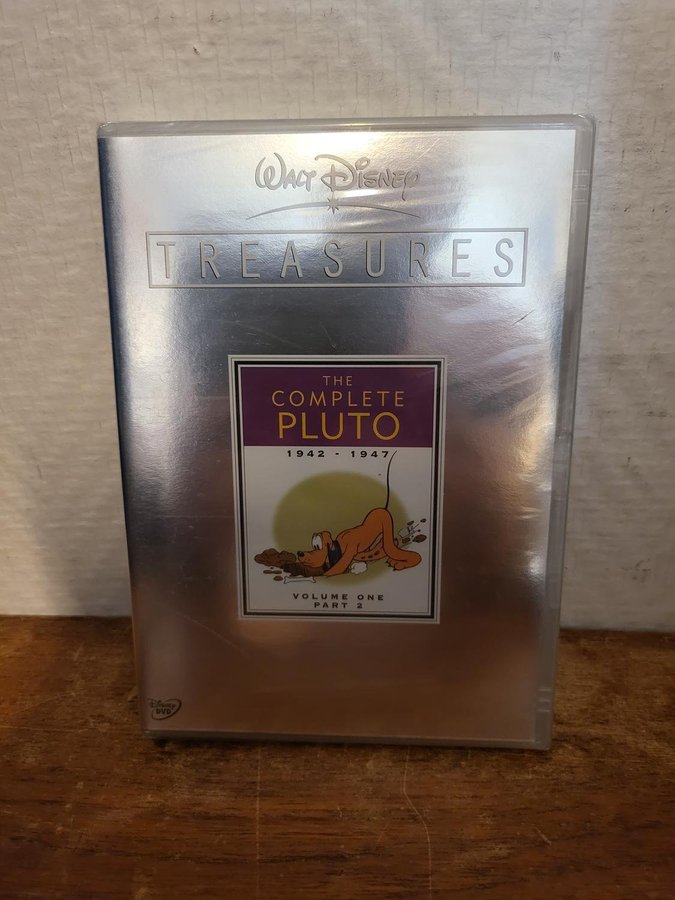 WALT DISNEY
TREASURES
THE
COMPLETE
PLUTO
1942 - 1947
VOLUME ONE
PART 2
Disney
DVD